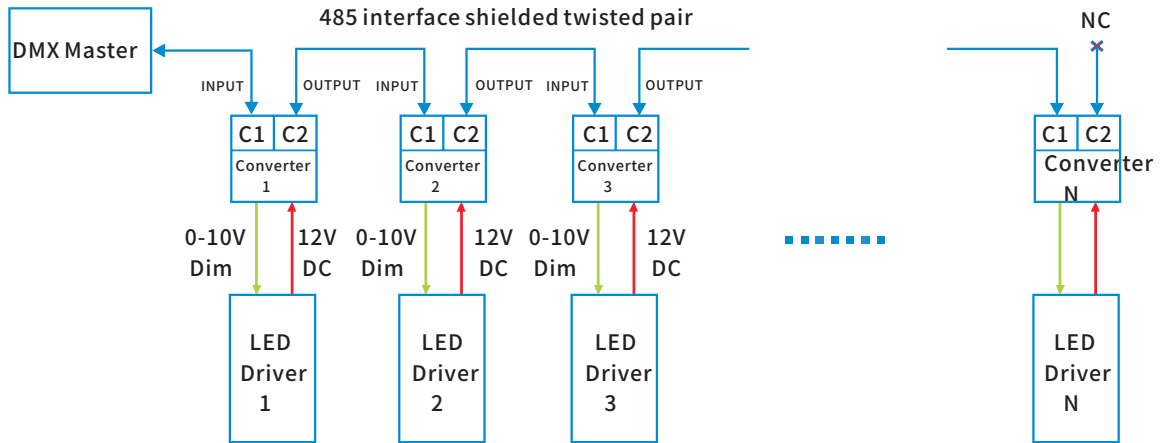 485 interface shielded twisted pair
NC
DMX Master
INPUT
OUTPUT
INPUT
OUTPUT
INPUT
OUTPUT
C1 C2
C1 C2
C1 C2
C1 C2
Converter
1
Converter
2
Converter
3
Converter
N
0-10V
Dim
12V
DC
0-10V
Dim
12V
DC
0-10V
Dim
12V
DC
LED
Driver
1
LED
Driver
2
LED
Driver
3
LED
Driver
N